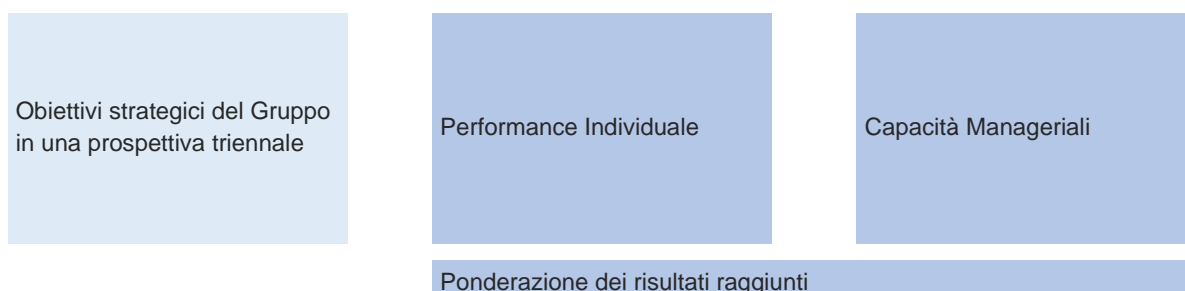 Obiettivi strategici del Gruppo
in una prospettiva triennale
Performance Individuale
Capacità Manageriali
Ponderazione dei risultati raggiunti